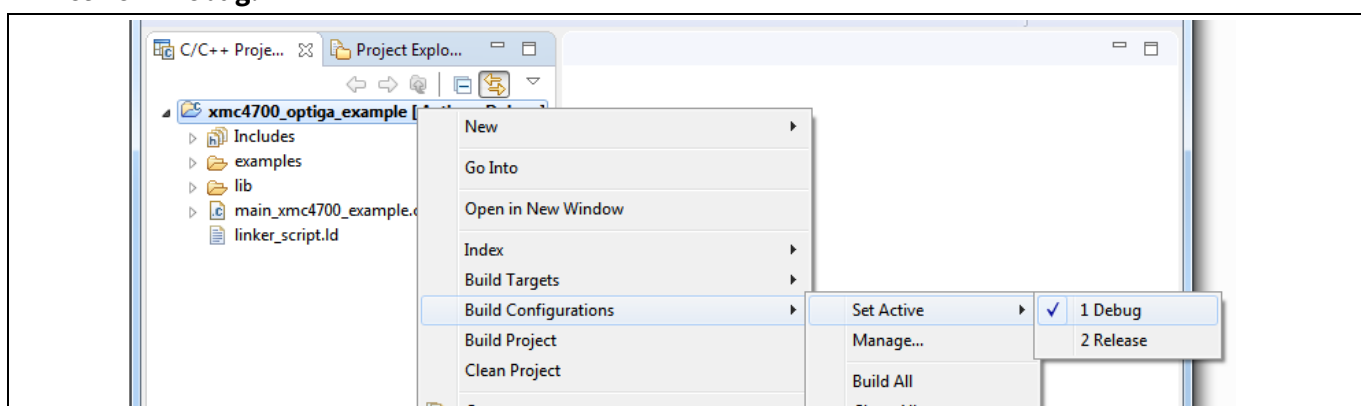 C/C++ Proje...
Project Explo...
xmc4700_optiga_example [
Includes
examples
lib
main_xmc4700_example.c
linker_script.ld
New
Go Into
Open in New Window
Index
Build Targets
Build Configurations
Build Project
Clean Project
Set Active
Manage...
Build All
1 Debug
2 Release